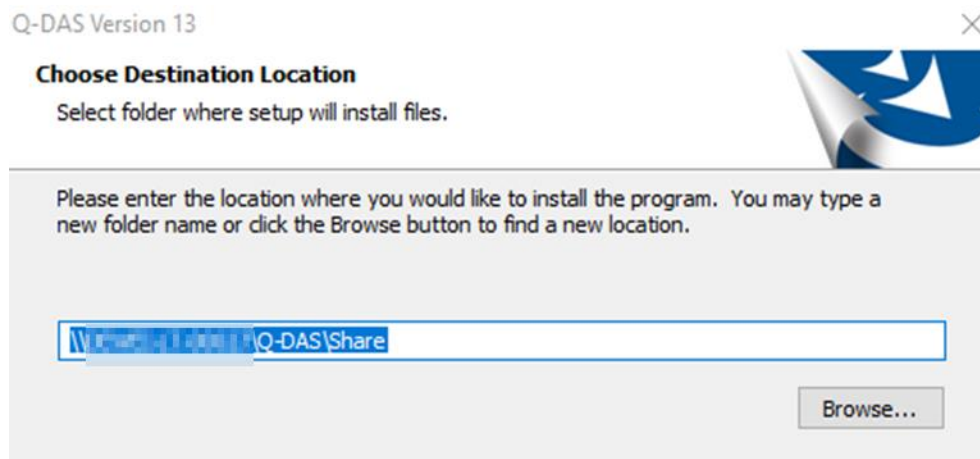 Q-DAS Version 13
Choose Destination Location
Select folder where setup will install files.
Please enter the location where you would like to install the program. You may type a
new folder name or click the Browse button to find a new location.
\\ \Q-DAS\Share
Browse...